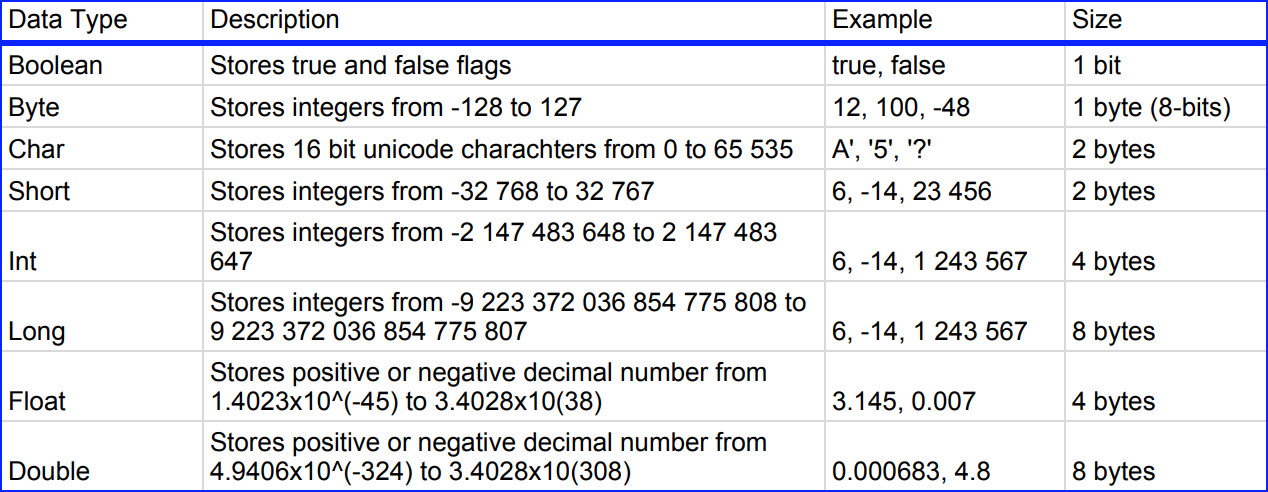 Data Type Description Example Size
Boolean Stores true and false flags true, false 1 bit
Byte Stores integers from -128 to 127 12, 100, -48 1 byte (8-bits)
Char Stores 16 bit unicode charachters from 0 to 65 535 A', '5', '?' 2 bytes
Short Stores integers from -32 768 to 32 767 6, -14, 23 456 2 bytes
Stores integers from -2 147 483 648 to 2 147 483
Int 647 6, -14, 1 243 567 4 bytes
Stores integers from -9 223 372 036 854 775 808 to
Long 9 223 372 036 854 775 807 6, -14, 1 243 567 8 bytes
Stores positive or negative decimal number from
Float 1.4023x10^(-45) to 3.4028x10(38) 3.145, 0.007 4 bytes
Stores positive or negative decimal number from
Double 4.9406x10^(-324) to 3.4028x10(308) 0.000683, 4.8 8 bytes